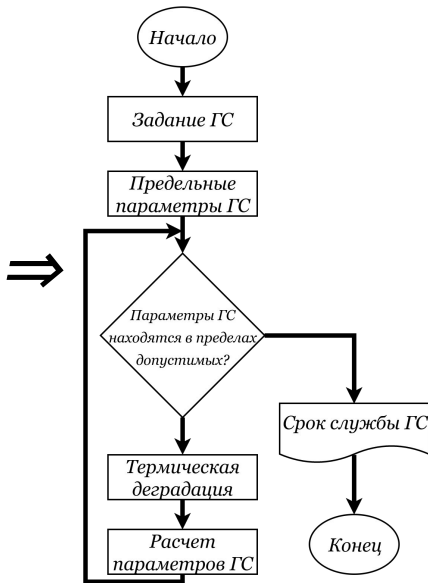 Начало
Задание ГС
Предельные
параметры ГС
Параметры ГС
находятся в пределах
допустимых?
Срок службы ГС
Термическая
деградация
Расчет
параметров ГС
Конец